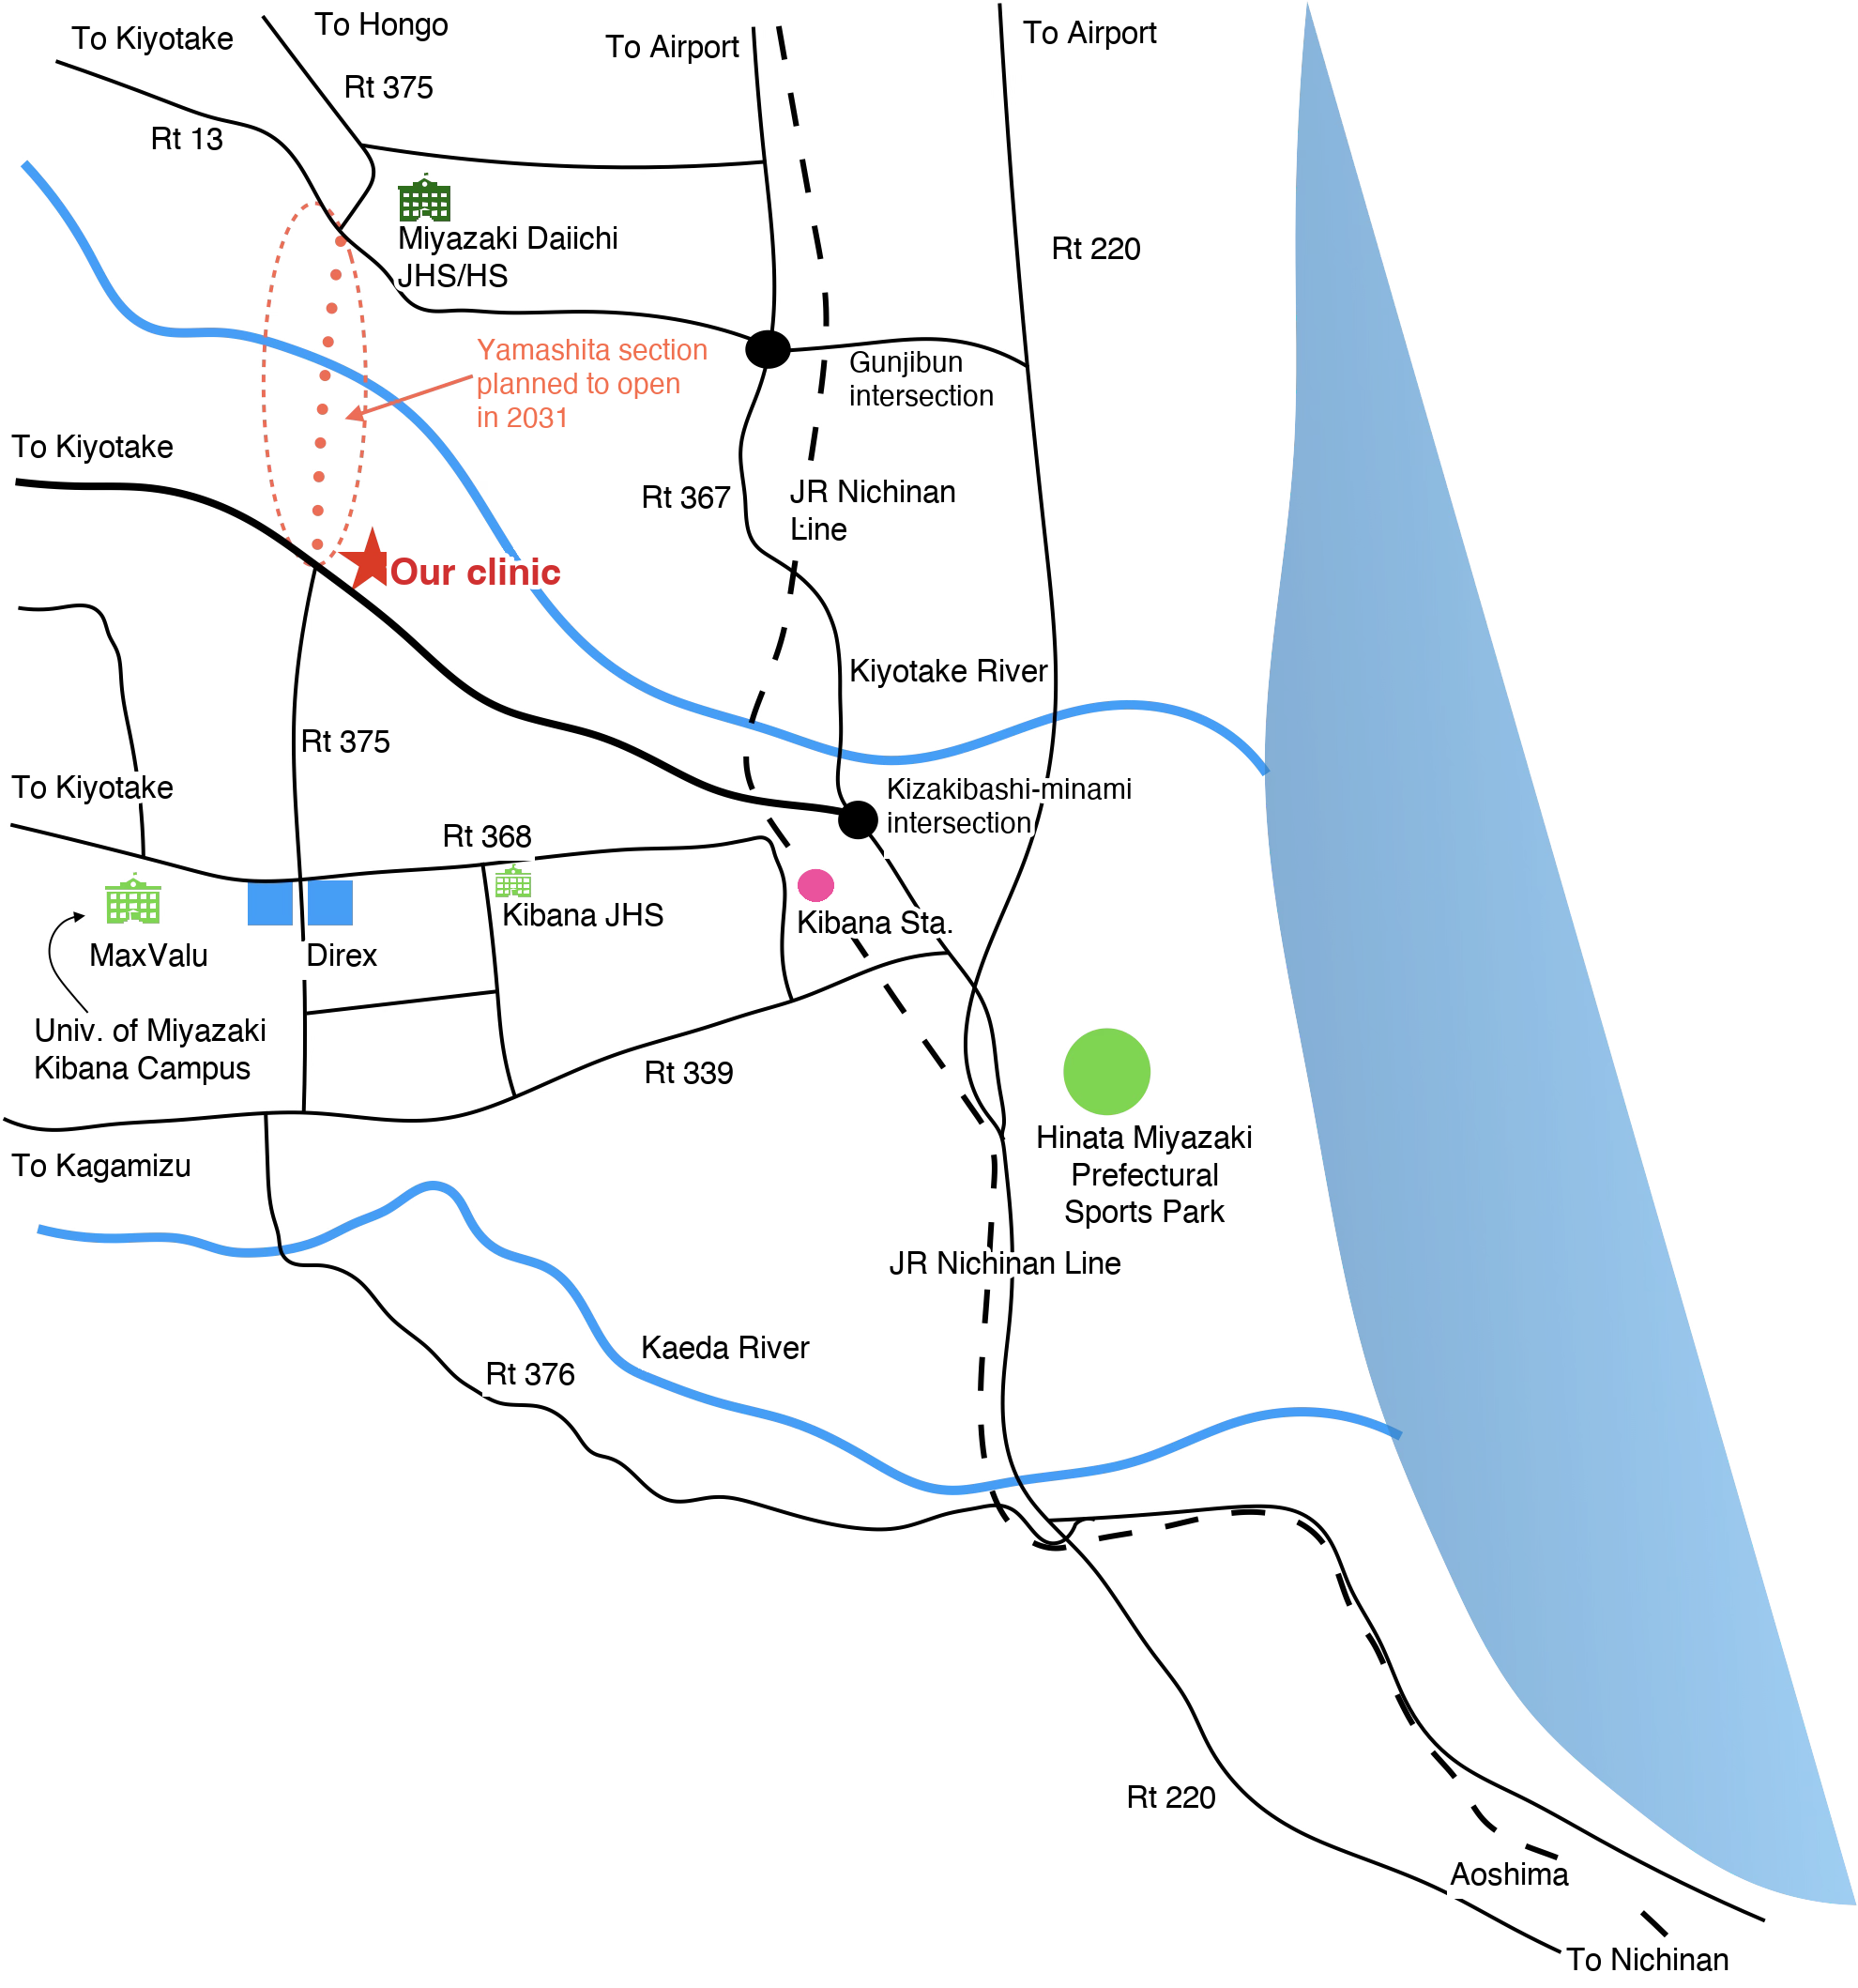 To Kiyotake
To Hongo
To Airport
To Airport
Rt 375
Rt 13
Miyazaki Daiichi
JHS/HS
Rt 220
Yamashita section
planned to open
in 2031
Gunjibun
intersection
To Kiyotake
Rt 367
JR Nichinan
Line
Our clinic
Kiyotake River
Rt 375
To Kiyotake
Kizakibashi-minami
intersection
Rt 368
Kibana JHS
Kibana Sta.
MaxValu
Direx
Univ. of Miyazaki
Kibana Campus
Rt 339
Hinata Miyazaki
Prefectural
Sports Park
To Kagamizu
JR Nichinan Line
Kaeda River
Rt 376
Rt 220
Aoshima
To Nichinan